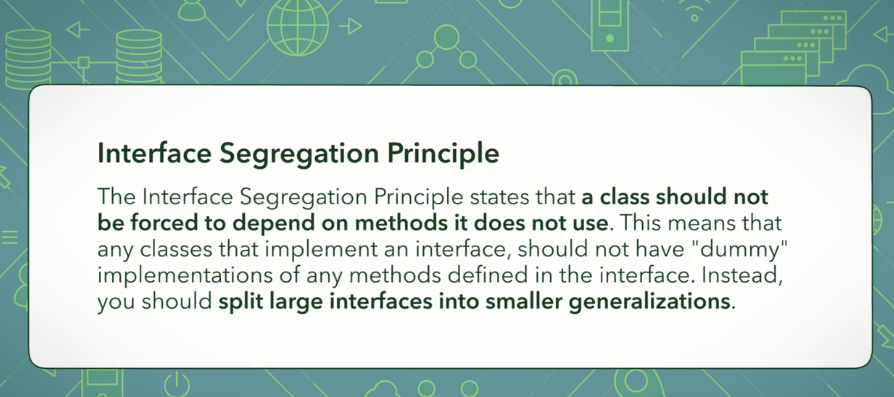 Interface Segregation Principle
The Interface Segregation Principle states that a class should not
be forced to depend on methods it does not use. This means that
any classes that implement an interface, should not have "dummy"
implementations of any methods defined in the interface. Instead,
you should split large interfaces into smaller generalizations.